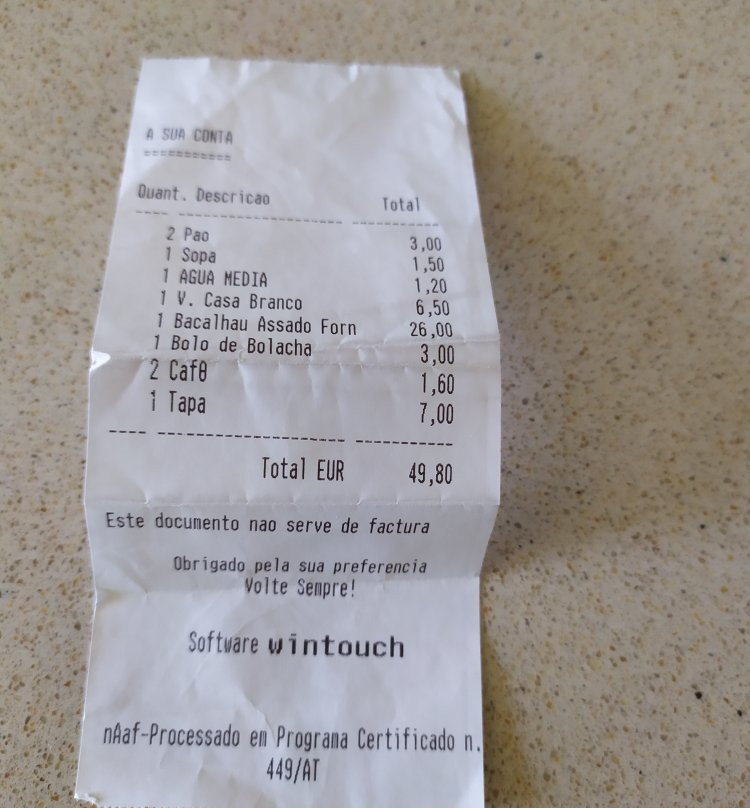 A SUA CONTA
===========
Quant. Descricao Total
---- -------------------- -----------
2 Pao 3,00
1 Sopa 1,50
1 AGUA MEDIA 1,20
1 V. Casa Branco 6,50
1 Bacalhau Assado Forn 26,00
1 Bolo de Bolacha 3,00
2 Cafθ 1,60
1 Tapa 7,00
---- -------------------- -----------
Total EUR 49,80
Este documento nao serve de factura
Obrigado pela sua preferencia
Volte Sempre!
Software wintouch
nAaf-Processado em Programa Certificado n.
449/AT